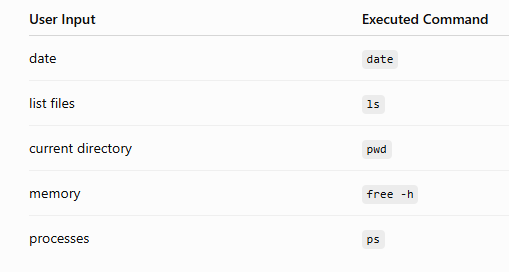 User Input Executed Command
date date
list files ls
current directory pwd
memory free -h
processes ps